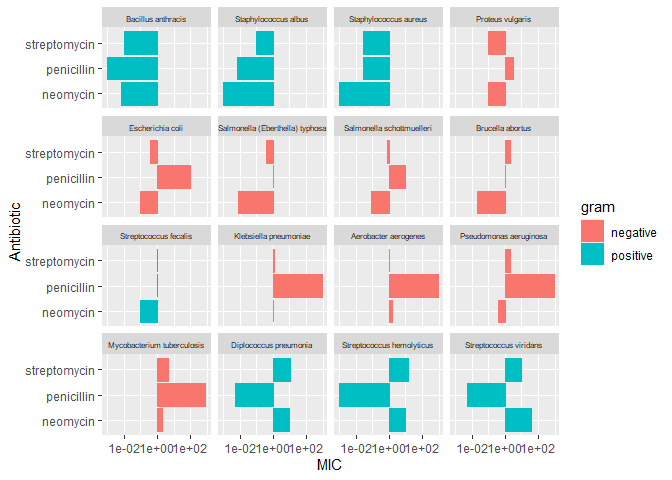 Bacillus anthracis
Staphylococcus albus
Staphylococcus aureus
Proteus vulgariis
streptomycin
penicillin
neomycin
Escherichia coli
Salmonella (Eberthella) typhosa
Salmonella schottmuelleri
Brucella abortus
streptomycin
penicillin
neomycin
Streptococcus fecalis
Klebsiella pneumoniae
Aerobacter aerogenes
Pseudomonas aeruginosa
streptomycin
penicillin
neomycin
Mycobacterium tuberculosis
Diplococcus pneumonia
Streptococcus hemolyticus
Streptococcus viridans
streptomycin
penicillin
neomycin
1e-021e+001e+02
1e-021e+001e+02
1e-021e+001e+02
1e-021e+001e+02
MIC
Antibiotic
gram
negative
positive